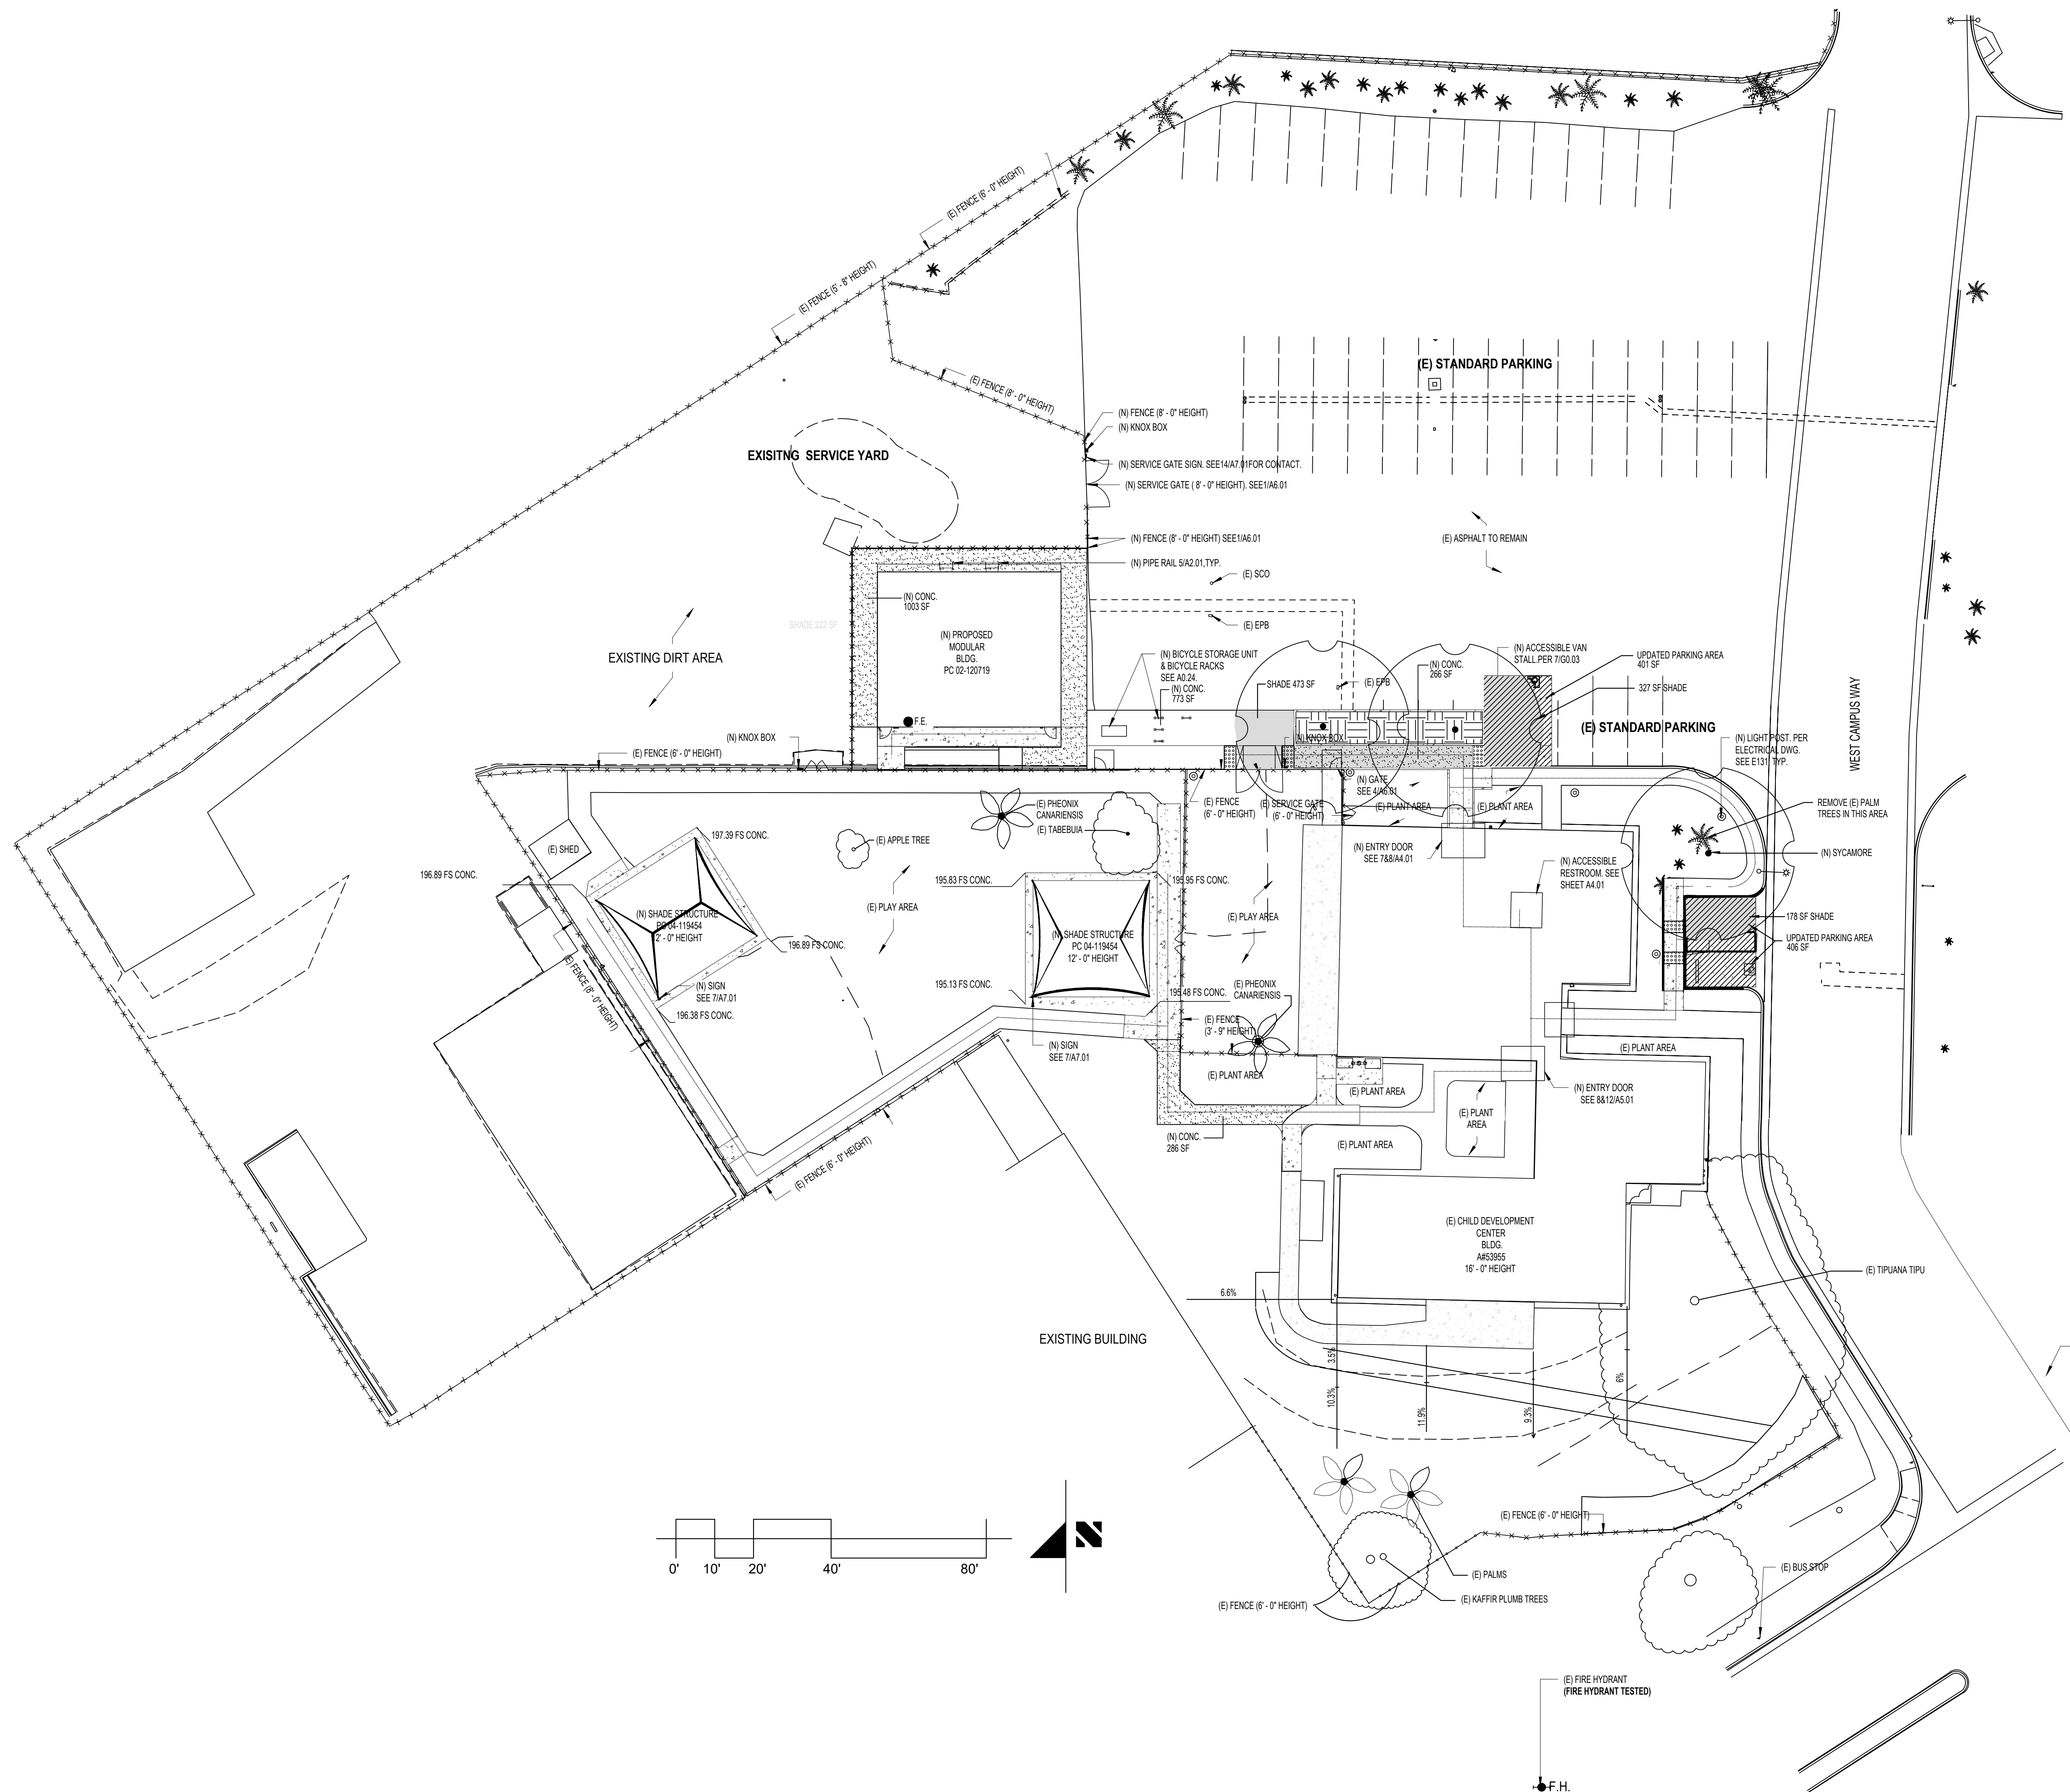 (E) FENCE (6' - 0" HEIGHT)
(E) FENCE (5' - 8" HEIGHT)
(E) FENCE (8' - 0" HEIGHT)
(E) STANDARD PARKING
(N) FENCE (8' - 0" HEIGHT)
(N) KNOX BOX
EXISITNG SERVICE YARD
(N) SERVICE GATE SIGN. SEE14/A7.01FOR CONTACT.
(N) SERVICE GATE ( 8' - 0" HEIGHT). SEE1/A6.01
(N) FENCE (8' - 0" HEIGHT) SEE1/A6.01
(E) ASPHALT TO REMAIN
(N) PIPE RAIL 5/A2.01,TYP.
(E) SCO
(N) CONC.
1003 SF
SHADE 222 SF
(E) EPB
(N) PROPOSED
MODULAR
BLDG.
PC 02-120719
EXISTING DIRT AREA
(N) BICYCLE STORAGE UNIT
& BICYCLE RACKS
SEE A0.24.
(N) CONC.
773 SF
SHADE 473 SF
(E) EPB
(N) CONC.
266 SF
(N) ACCESSIBLE VAN
STALL.PER 7/G0.03
UPDATED PARKING AREA
401 SF
327 SF SHADE
(E) STANDARD PARKING
WEST CAMPUS WAY
F.E.
(N) KNOX BOX
(E) FENCE (6' - 0" HEIGHT)
(N) KNOX BOX
(N) LIGHT POST. PER
ELECTRICAL DWG.
SEE E131, TYP.
(N) GATE
SEE 4/A6.01
(E) FENCE
(6' - 0" HEIGHT)
(E) SERVICE GATE
(6' - 0" HEIGHT)
(E) PLANT AREA
(E) PLANT AREA
REMOVE (E) PALM
TREES IN THIS AREA
(E) PHEONIX
CANARIENSIS
(E) TABEBUIA
197.39 FS CONC.
(E) APPLE TREE
(E) SHED
(N) ENTRY DOOR
SEE 7&8/A4.01
(N) SYCAMORE
(N) ACCESSIBLE
RESTROOM. SEE
SHEET A4.01
196.89 FS CONC.
195.83 FS CONC.
195.95 FS CONC.
(E) PLAY AREA
(E) PLAY AREA
178 SF SHADE
UPDATED PARKING AREA
406 SF
(N) SHADE STRUCTURE
PC 04-119454
2' - 0" HEIGHT
196.89 FS CONC.
(N) SHADE STRUCTURE
PC 04-119454
12' - 0" HEIGHT
(E) FENCE (8' - 0" HEIGHT)
(N) SIGN
SEE 7/A7.01
196.38 FS CONC.
195.13 FS CONC.
195.48 FS CONC.
(E) PHEONIX
CANARIENSIS
(E) FENCE
(3' - 9" HEIGHT)
(N) SIGN
SEE 7/A7.01
(E) PLANT AREA
(E) PLANT AREA
(E) PLANT AREA
(N) ENTRY DOOR
SEE 8&12/A5.01
(E) PLANT
AREA
(N) CONC.
286 SF
(E) PLANT AREA
(E) FENCE (6' - 0" HEIGHT)
(E) CHILD DEVELOPMENT
CENTER
BLDG.
A#53955
16' - 0" HEIGHT
(E) TIPUANA TIPU
6.6%
EXISTING BUILDING
3.5%
10.3%
11.9%
9.3%
6%
N
0' 10' 20' 40' 80'
(E) FENCE (6' - 0" HEIGHT)
(E) BUS STOP
(E) PALMS
(E) KAFFIR PLUMB TREES
(E) FENCE (6' - 0" HEIGHT)
(E) FIRE HYDRANT
(FIRE HYDRANT TESTED)
F.H.